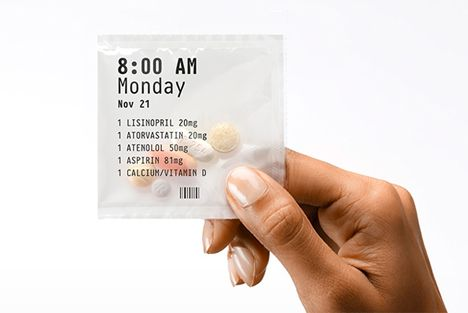 8:00 AM
Monday
Nov 21
1 LISINOPRIL 20mg
1 ATORVASTATIN 20mg
1 ATENOLOL 50mg
1 ASPIRIN 81mg
1 CALCIUM/VITAMIN D